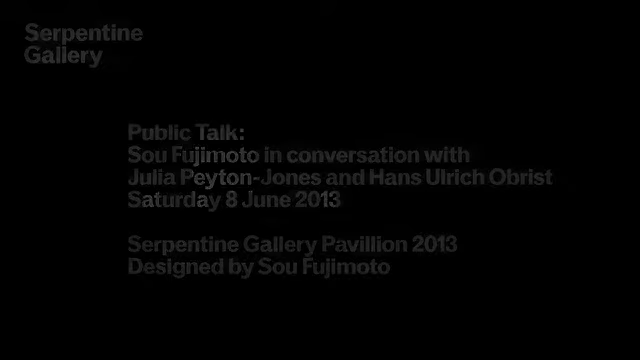 Serpentine
Gallery
Public Talk:
Sou Fujimoto in conversation with
Julia Peyton-Jones and Hans Ulrich Obrist
Saturday 8 June 2013
Serpentine Gallery Pavillion 2013
Designed by Sou Fujimoto